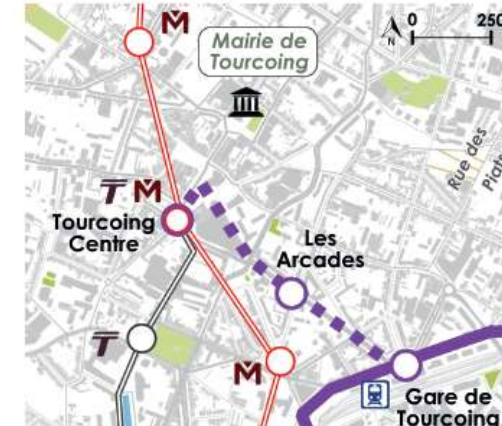 M
Mairie de
Tourcoing
N
0
250
Rue des
T M
Tourcoing
Centre
Les
Arcades
T
M
Gare de
Tourcoing